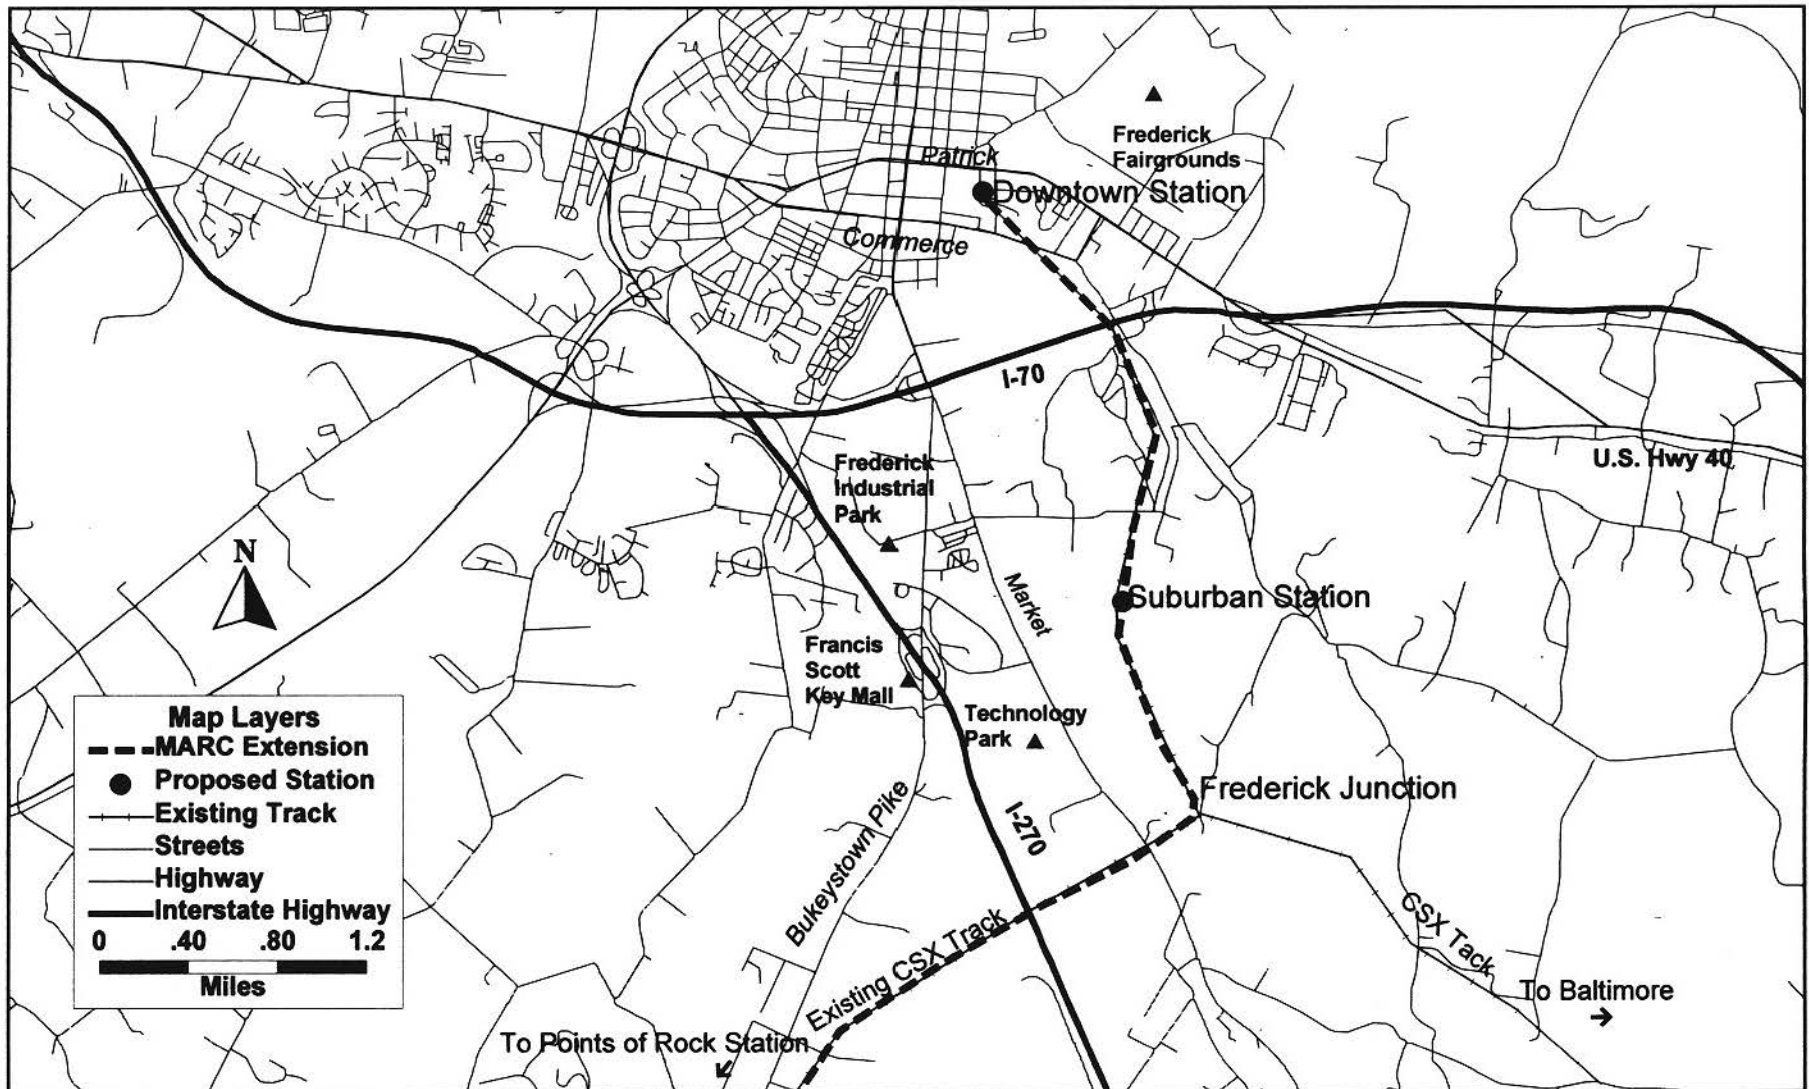 Frederick
Fairgrounds
Patrick
Downtown Station
Commerce
I-70
U.S. Hwy 40
Frederick
Industrial
Park
N
Market
Suburban Station
Francis
Scott
Key Mall
Technology
Park
Frederick Junction
Bukeystown Pike
I-270
Existing CSX Track
CSX Tack
To Baltimore
To Points of Rock Station
Map Layers
MARC Extension
Proposed Station
Existing Track
Streets
Highway
Interstate Highway
0 .40 .80 1.2
Miles